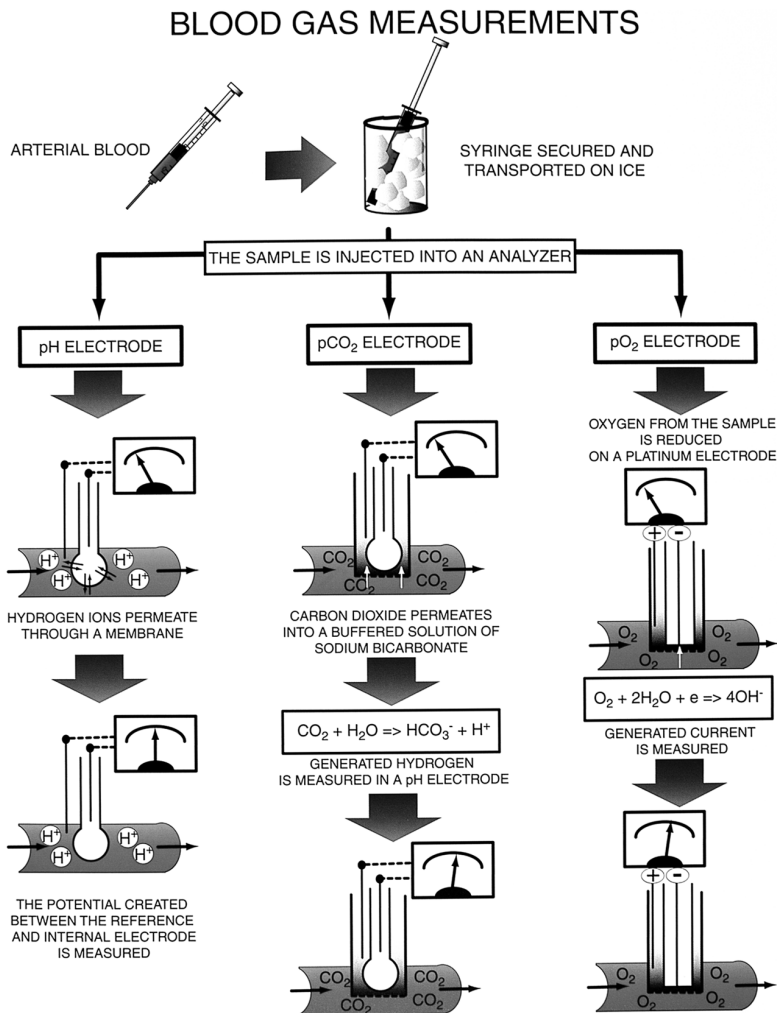 BLOOD GAS MEASUREMENTS
ARTERIAL BLOOD
SYRINGE SECURED AND
TRANSPORTED ON ICE
THE SAMPLE IS INJECTED INTO AN ANALYZER
pH ELECTRODE
H⁺
H⁺
H⁺
H⁺
HYDROGEN IONS PERMEATE
THROUGH A MEMBRANE
H⁺
H⁺
H⁺
H⁺
THE POTENTIAL CREATED
BETWEEN THE REFERENCE
AND INTERNAL ELECTRODE
IS MEASURED
pCO₂ ELECTRODE
CO₂
CO₂
CO₂
CO₂
CARBON DIOXIDE PERMEATES
INTO A BUFFERED SOLUTION OF
SODIUM BICARBONATE
CO₂ + H₂O => HCO₃⁻ + H⁺
GENERATED HYDROGEN
IS MEASURED IN A pH ELECTRODE
CO₂
CO₂
CO₂
CO₂
pO₂ ELECTRODE
OXYGEN FROM THE SAMPLE
IS REDUCED
ON A PLATINUM ELECTRODE
+ -
O₂
O₂
O₂
O₂
O₂ + 2H₂O + e => 4OH⁻
GENERATED CURRENT
IS MEASURED
+ -
O₂
O₂
O₂
O₂